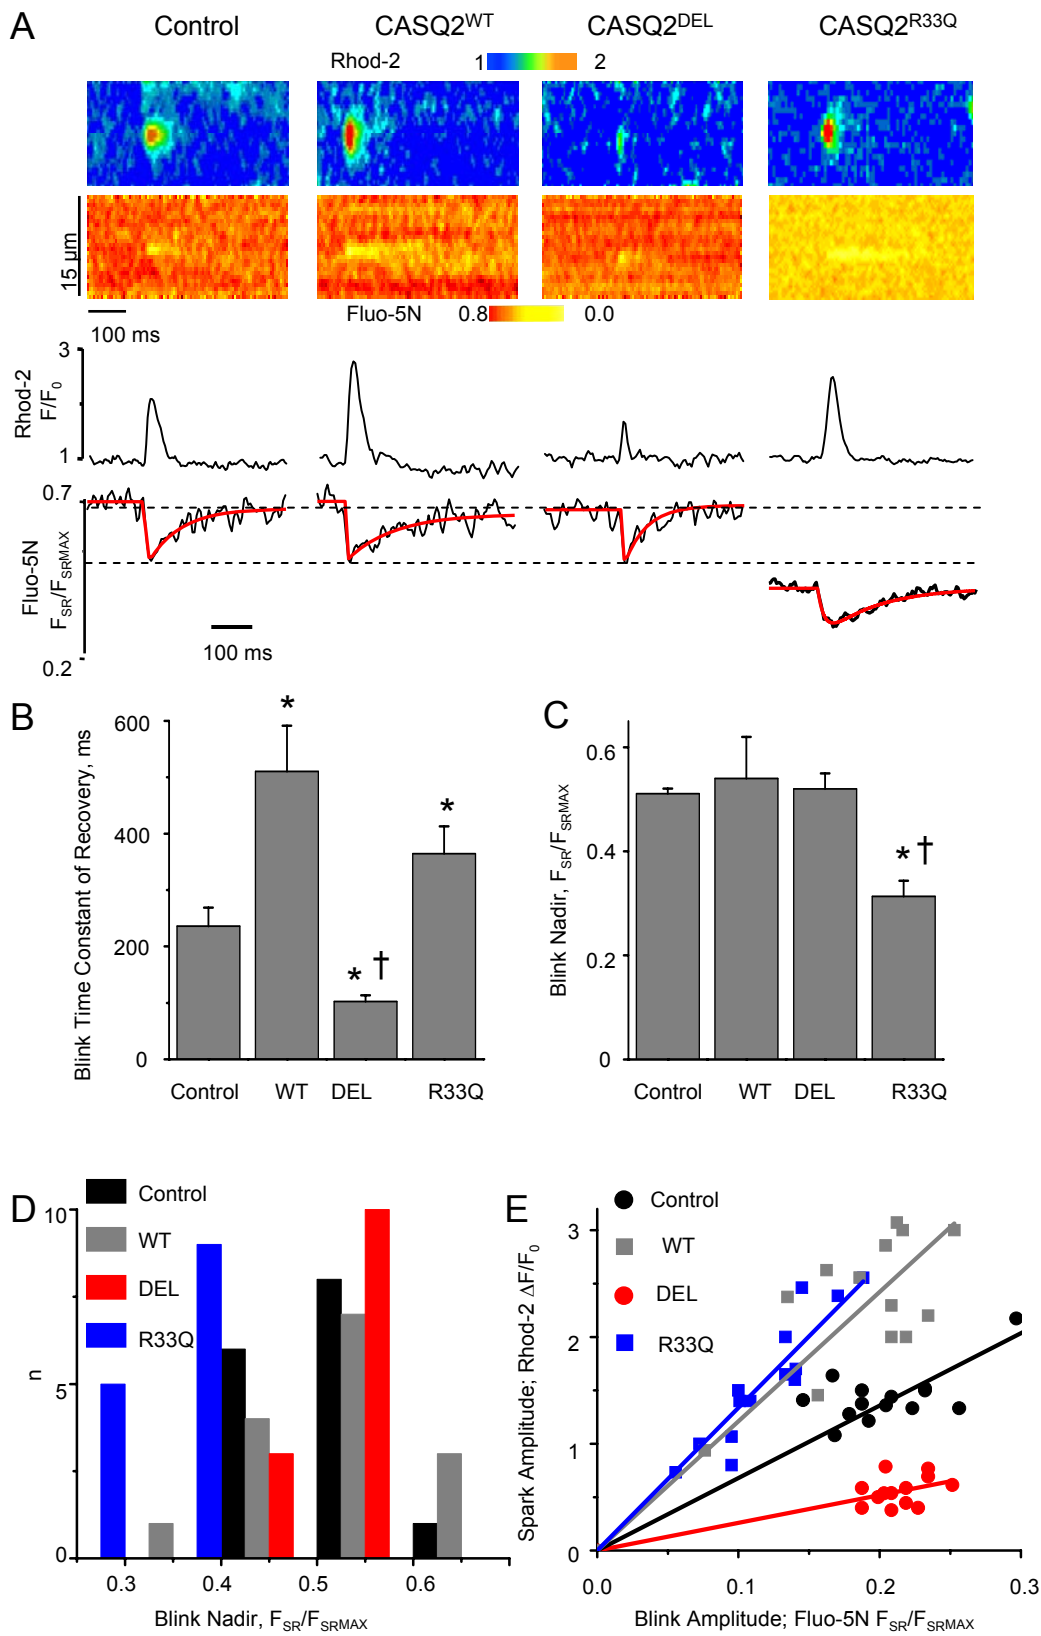 A
Control
CASQ2WT
CASQ2DEL
CASQ2R33Q
Rhod-2
1
2
15 µm
Fluo-5N
0.8
0.0
100 ms
3
Rhod-2
F/F0
1
0.7
Fluo-5N
FSR/FSRMAX
0.2
100 ms
B
600
400
200
0
Blink Time Constant of Recovery, ms
*
* †
*
Control
WT
DEL
R33Q
C
0.6
0.4
0.2
0
Blink Nadir, FSR/FSRMAX
* †
Control
WT
DEL
R33Q
D
Control
WT
DEL
R33Q
10
5
0
n
0.3
0.4
0.5
0.6
Blink Nadir, FSR/FSRMAX
E
Control
WT
DEL
R33Q
3
2
1
0
Spark Amplitude; Rhod-2 ΔF/F0
0.0
0.1
0.2
0.3
Blink Amplitude; Fluo-5N FSR/FSRMAX